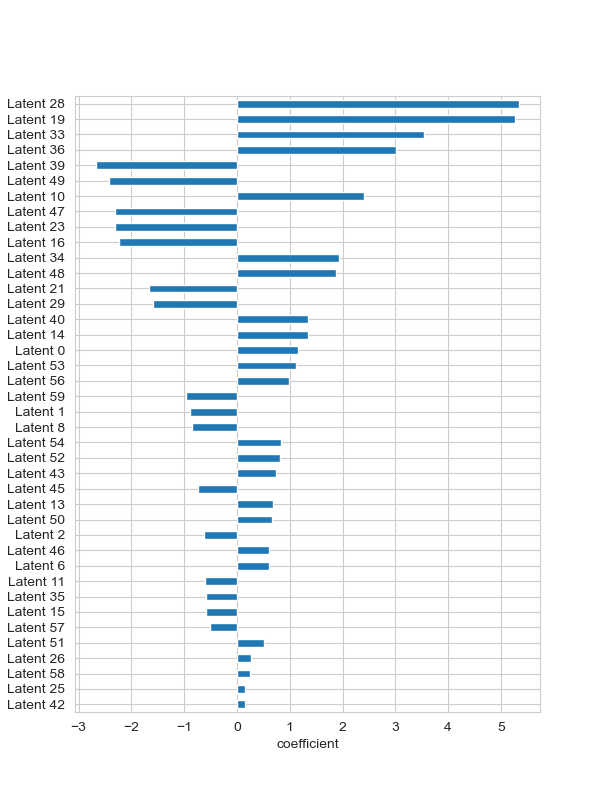 Latent 28
Latent 19
Latent 33
Latent 36
Latent 39
Latent 49
Latent 10
Latent 47
Latent 23
Latent 16
Latent 34
Latent 48
Latent 21
Latent 29
Latent 40
Latent 14
Latent 0
Latent 53
Latent 56
Latent 59
Latent 1
Latent 8
Latent 54
Latent 52
Latent 43
Latent 45
Latent 13
Latent 50
Latent 2
Latent 46
Latent 6
Latent 11
Latent 35
Latent 15
Latent 57
Latent 51
Latent 26
Latent 58
Latent 25
Latent 42
−3 −2 −1 0 1 2 3 4 5
coefficient